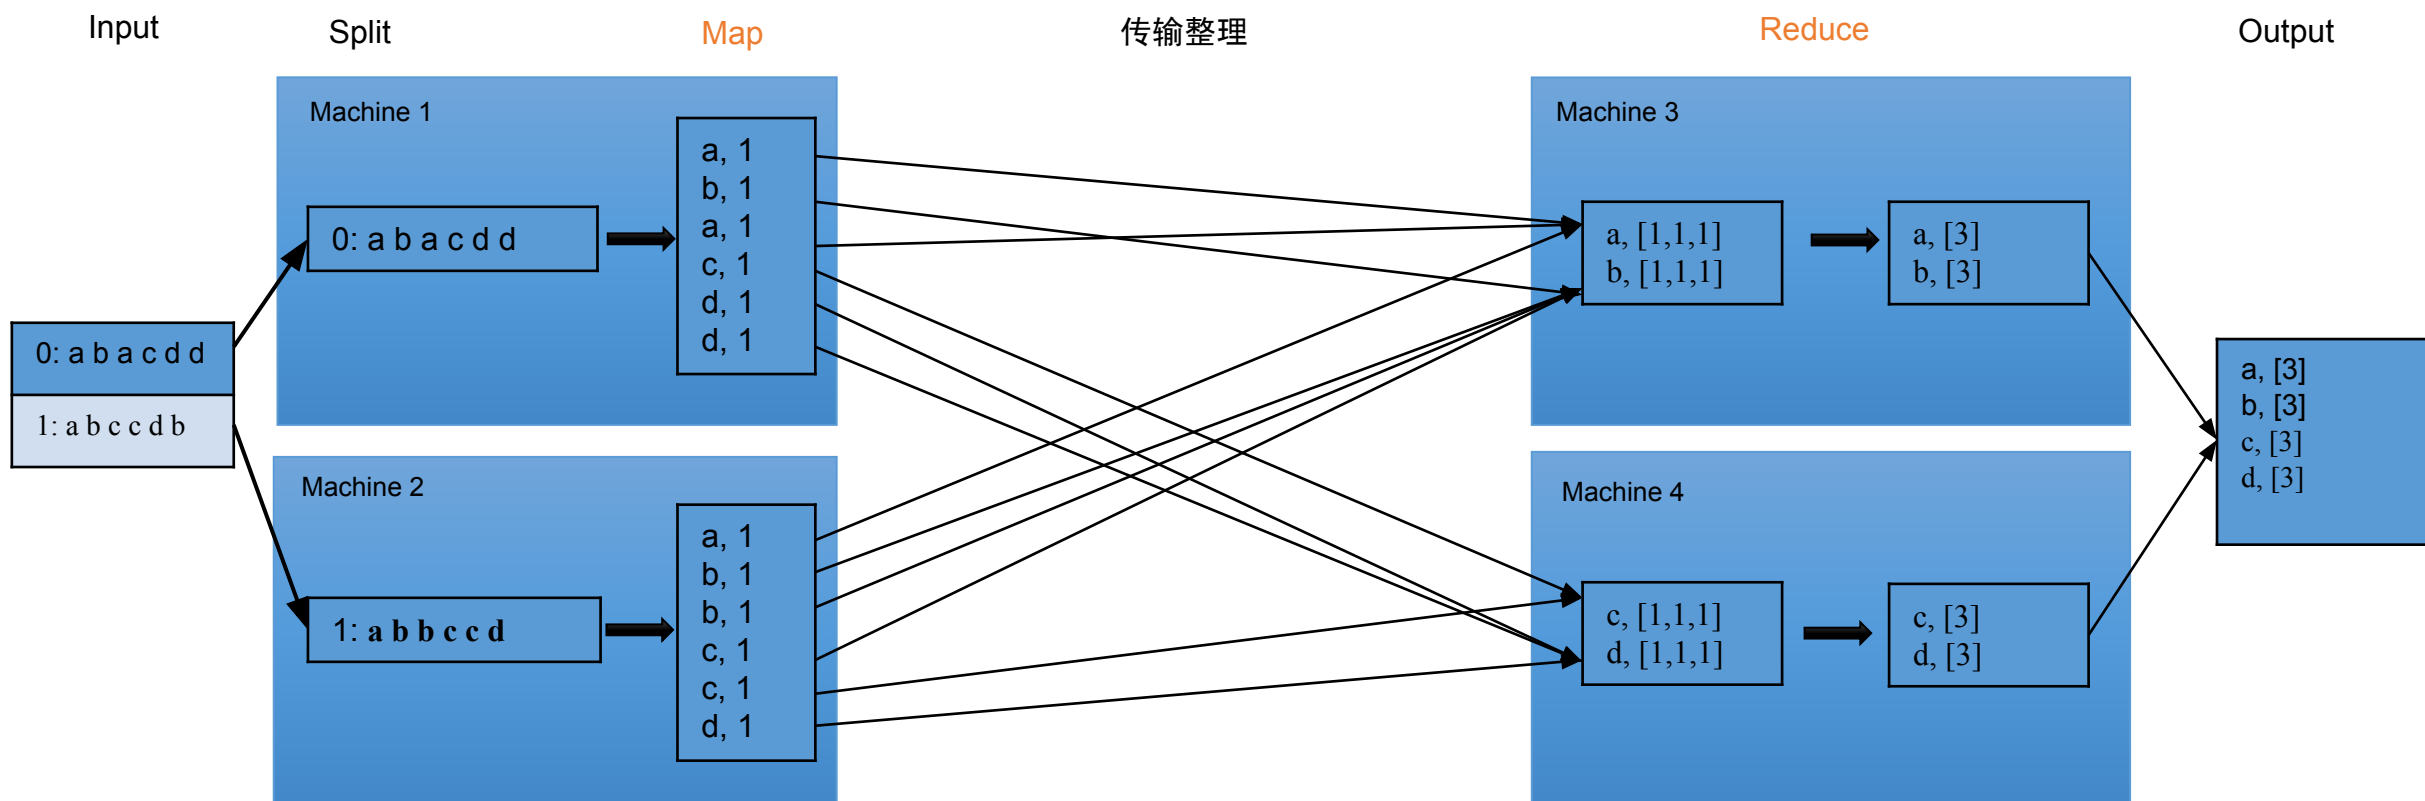 Input
Split
Map
传输整理
Reduce
Output
Machine 1
0: a b a c d d
a, 1
b, 1
a, 1
c, 1
d, 1
d, 1
Machine 3
a, [1,1,1]
b, [1,1,1]
a, [3]
b, [3]
0: a b a c d d
1: a b c c d b
Machine 2
1: a b b c c d
a, 1
b, 1
b, 1
c, 1
c, 1
d, 1
Machine 4
c, [1,1,1]
d, [1,1,1]
c, [3]
d, [3]
a, [3]
b, [3]
c, [3]
d, [3]